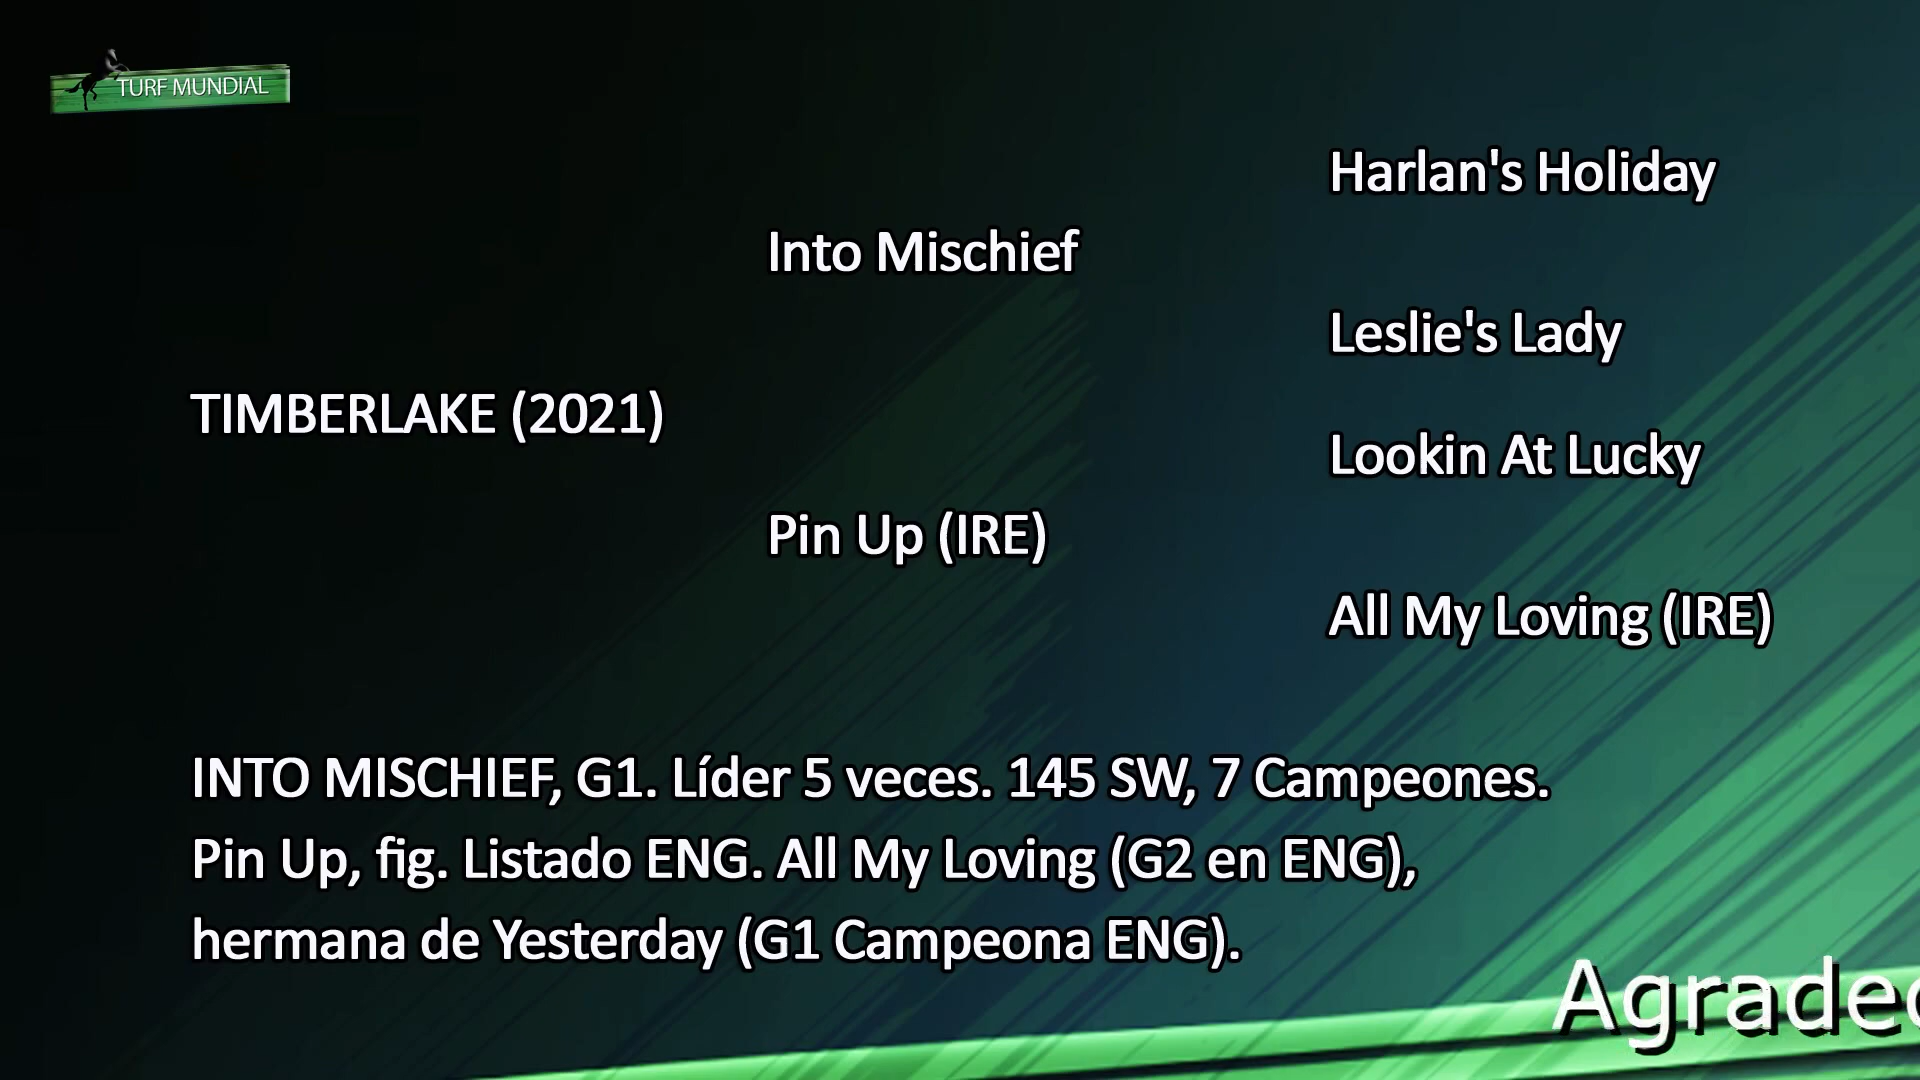 TURF MUNDIAL
Harlan's Holiday
Into Mischief
Leslie's Lady
TIMBERLAKE (2021)
Lookin At Lucky
Pin Up (IRE)
All My Loving (IRE)
INTO MISCHIEF, G1. Líder 5 veces. 145 SW, 7 Campeones.
Pin Up, fig. Listado ENG. All My Loving (G2 en ENG),
hermana de Yesterday (G1 Campeona ENG).